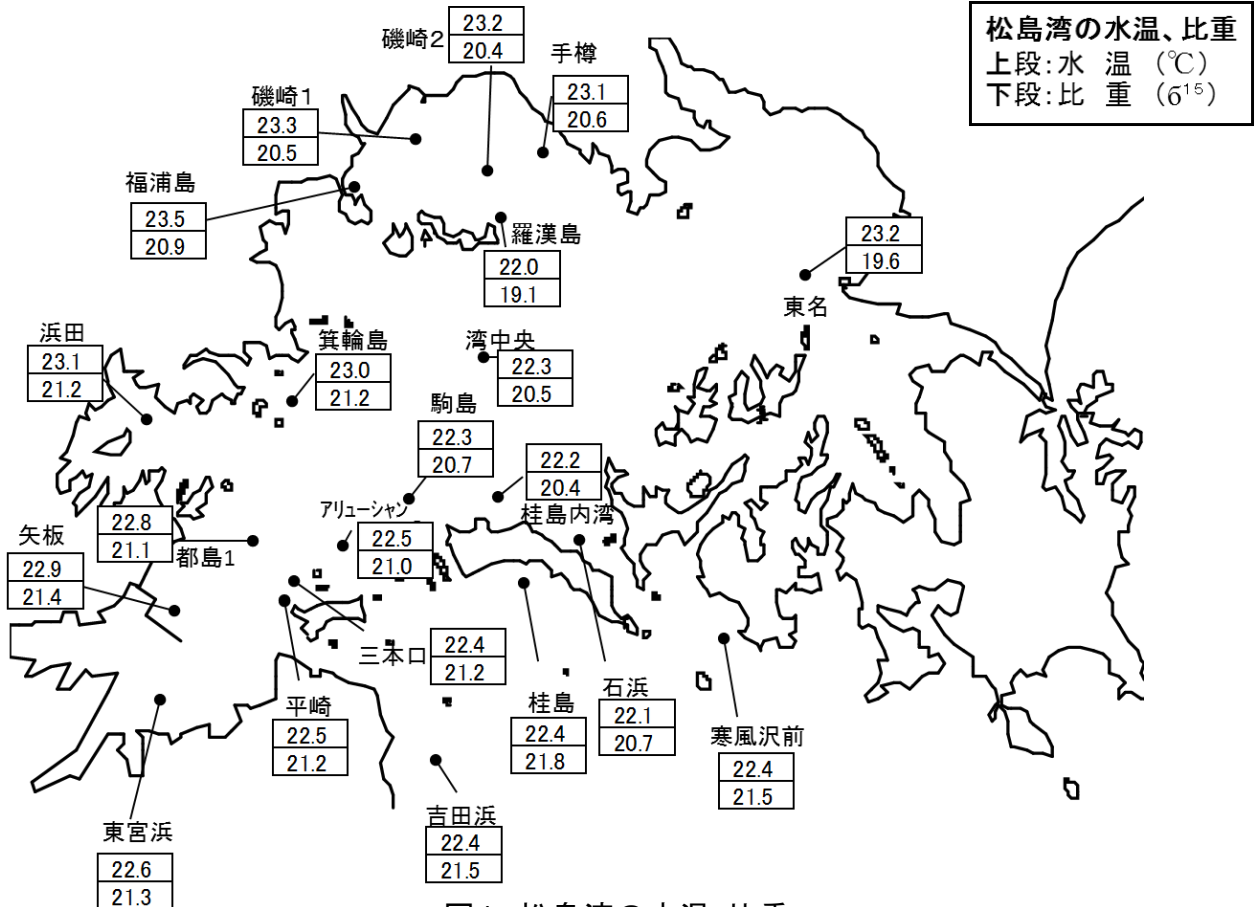 松島湾の水温、比重
上段:水 温 (℃)
下段:比 重 (б¹⁵)
磯崎2
23.2
20.4
手樽
23.1
20.6
磯崎1
23.3
20.5
福浦島
23.5
20.9
羅漢島
22.0
19.1
23.2
19.6
東名
浜田
23.1
21.2
箕輪島
23.0
21.2
湾中央
22.3
20.5
駒島
22.3
20.7
22.2
20.4
桂島内湾
アリューシャン
22.5
21.0
22.8
21.1
都島1
矢板
22.9
21.4
三本口
22.4
21.2
平崎
22.5
21.2
桂島
22.4
21.8
石浜
22.1
20.7
寒風沢前
22.4
21.5
吉田浜
22.4
21.5
東宮浜
22.6
21.3